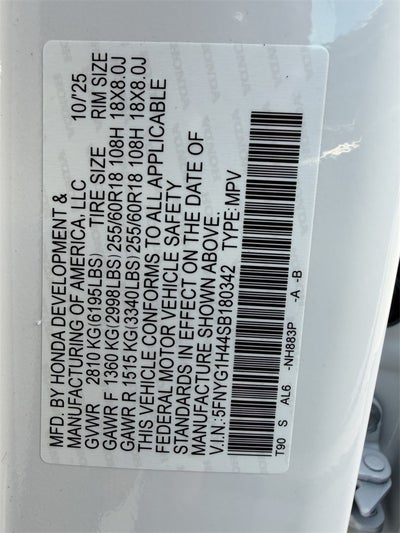 MFD. BY HONDA DEVELOPMENT & 10/'25
MANUFACTURING OF AMERICA, LLC
GVWR 2810 KG(6195LBS) TIRE SIZE RIM SIZE
GAWR F 1360 KG(2998LBS) 255/60R18 108H 18X8.0J
GAWR R 1515 KG(3340LBS) 255/60R18 108H 18X8.0J
THIS VEHICLE CONFORMS TO ALL APPLICABLE
FEDERAL MOTOR VEHICLE SAFETY
STANDARDS IN EFFECT ON THE DATE OF
MANUFACTURE SHOWN ABOVE.
V.I.N.:5FNYG1H44SB180342 TYPE: MPV
T90 S AL6 -NH883P -A -B